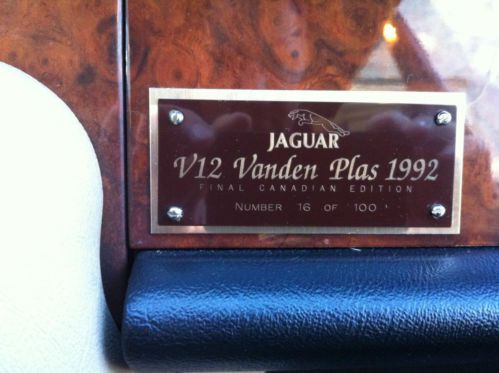 JAGUAR
V12 Vanden Plas 1992
FINAL CANADIAN EDITION
NUMBER 16 OF 100